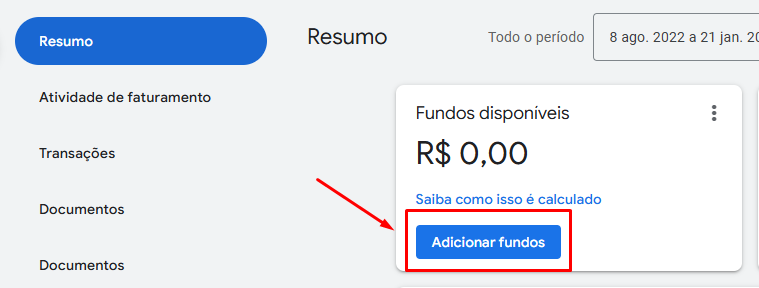 Resumo
Atividade de faturamento
Transações
Documentos
Documentos
Resumo
Todo o período
8 ago. 2022 a 21 jan. 20
Fundos disponíveis
R$ 0,00
Saiba como isso é calculado
Adicionar fundos